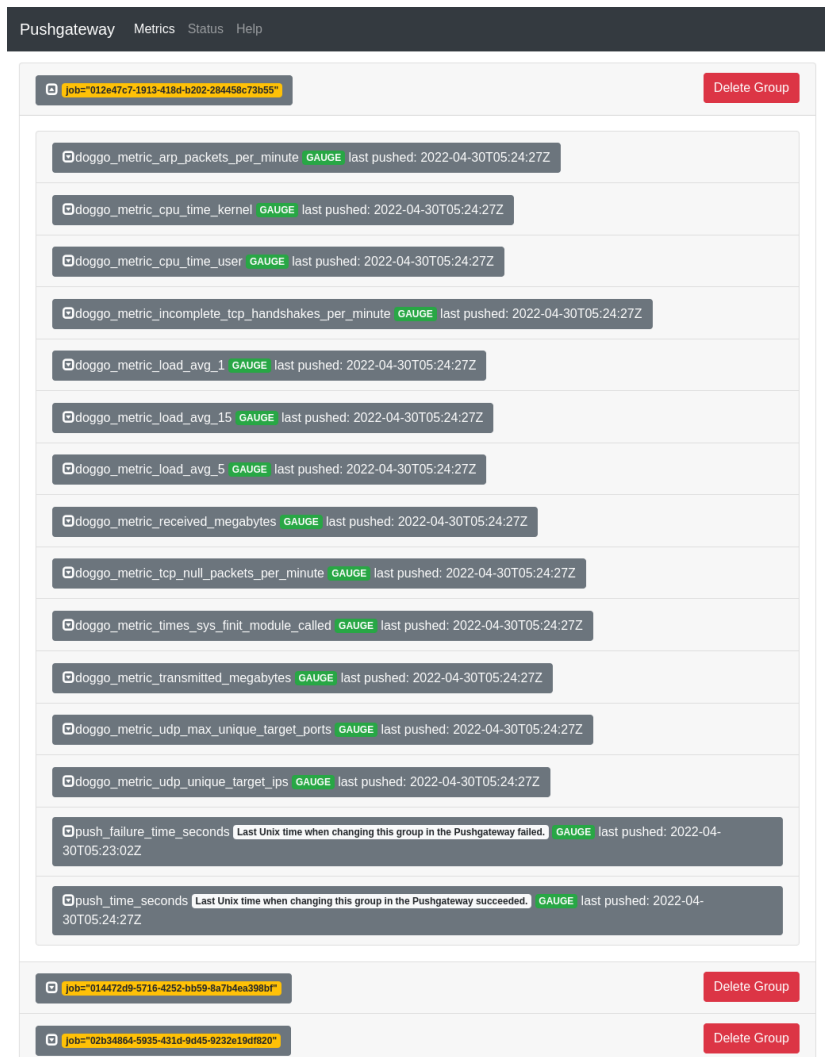 Pushgateway Metrics Status Help
job="012e47c7-1913-418d-b202-284458c73b55" Delete Group
doggo_metric_arp_packets_per_minute GAUGE last pushed: 2022-04-30T05:24:27Z
doggo_metric_cpu_time_kernel GAUGE last pushed: 2022-04-30T05:24:27Z
doggo_metric_cpu_time_user GAUGE last pushed: 2022-04-30T05:24:27Z
doggo_metric_incomplete_tcp_handshakes_per_minute GAUGE last pushed: 2022-04-30T05:24:27Z
doggo_metric_load_avg_1 GAUGE last pushed: 2022-04-30T05:24:27Z
doggo_metric_load_avg_15 GAUGE last pushed: 2022-04-30T05:24:27Z
doggo_metric_load_avg_5 GAUGE last pushed: 2022-04-30T05:24:27Z
doggo_metric_received_megabytes GAUGE last pushed: 2022-04-30T05:24:27Z
doggo_metric_tcp_null_packets_per_minute GAUGE last pushed: 2022-04-30T05:24:27Z
doggo_metric_times_sys_finit_module_called GAUGE last pushed: 2022-04-30T05:24:27Z
doggo_metric_transmitted_megabytes GAUGE last pushed: 2022-04-30T05:24:27Z
doggo_metric_udp_max_unique_target_ports GAUGE last pushed: 2022-04-30T05:24:27Z
doggo_metric_udp_unique_target_ips GAUGE last pushed: 2022-04-30T05:24:27Z
push_failure_time_seconds Last Unix time when changing this group in the Pushgateway failed. GAUGE last pushed: 2022-04-
30T05:23:02Z
push_time_seconds Last Unix time when changing this group in the Pushgateway succeeded. GAUGE last pushed: 2022-04-
30T05:24:27Z
job="014472d9-5716-4252-bb59-8a7b4ea398bf" Delete Group
job="02b34864-5935-431d-9d45-9232e19df820" Delete Group